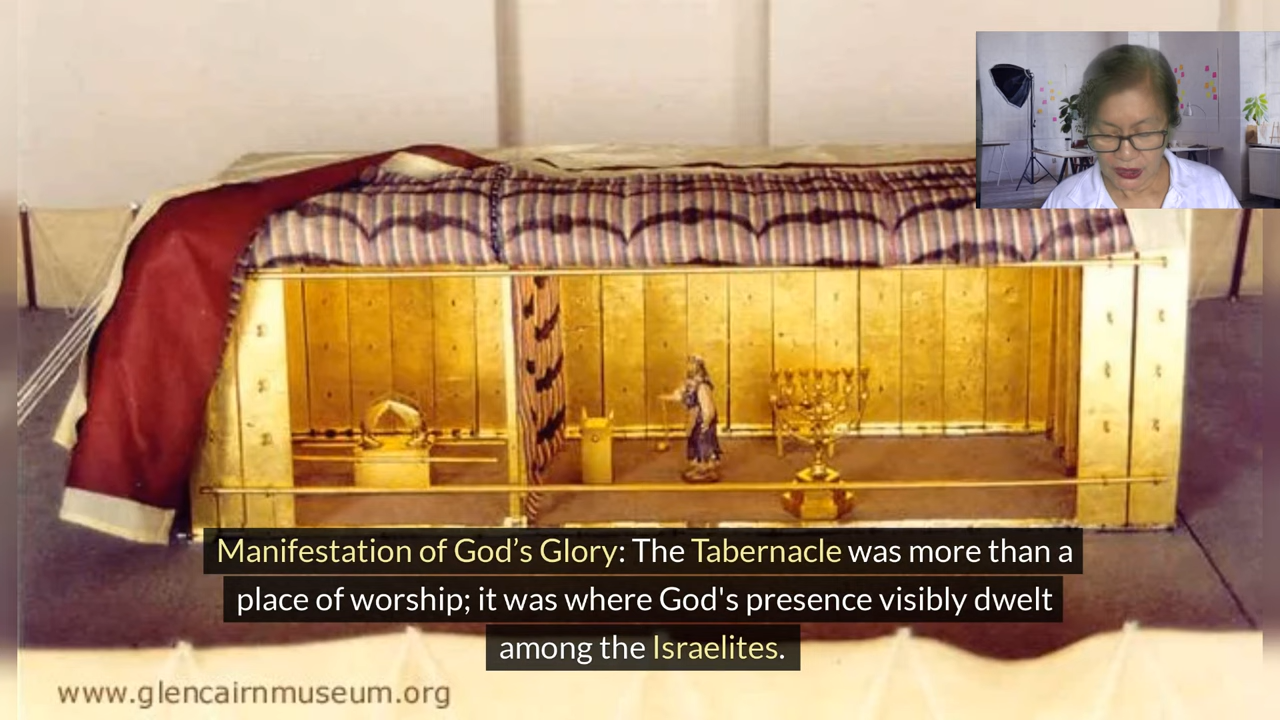 Manifestation of God’s Glory: The Tabernacle was more than a
place of worship; it was where God's presence visibly dwelt
among the Israelites.
www.glencairnmuseum.org